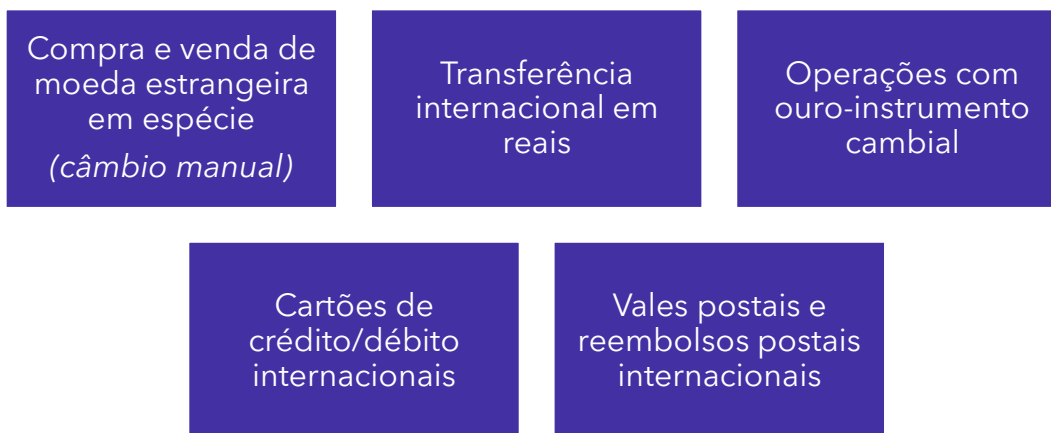 Compra e venda de
moeda estrangeira
em espécie
(câmbio manual)
Transferência
internacional em
reais
Operações com
ouro-instrumento
cambial
Cartões de
crédito/débito
internacionais
Vales postais e
reembolsos postais
internacionais